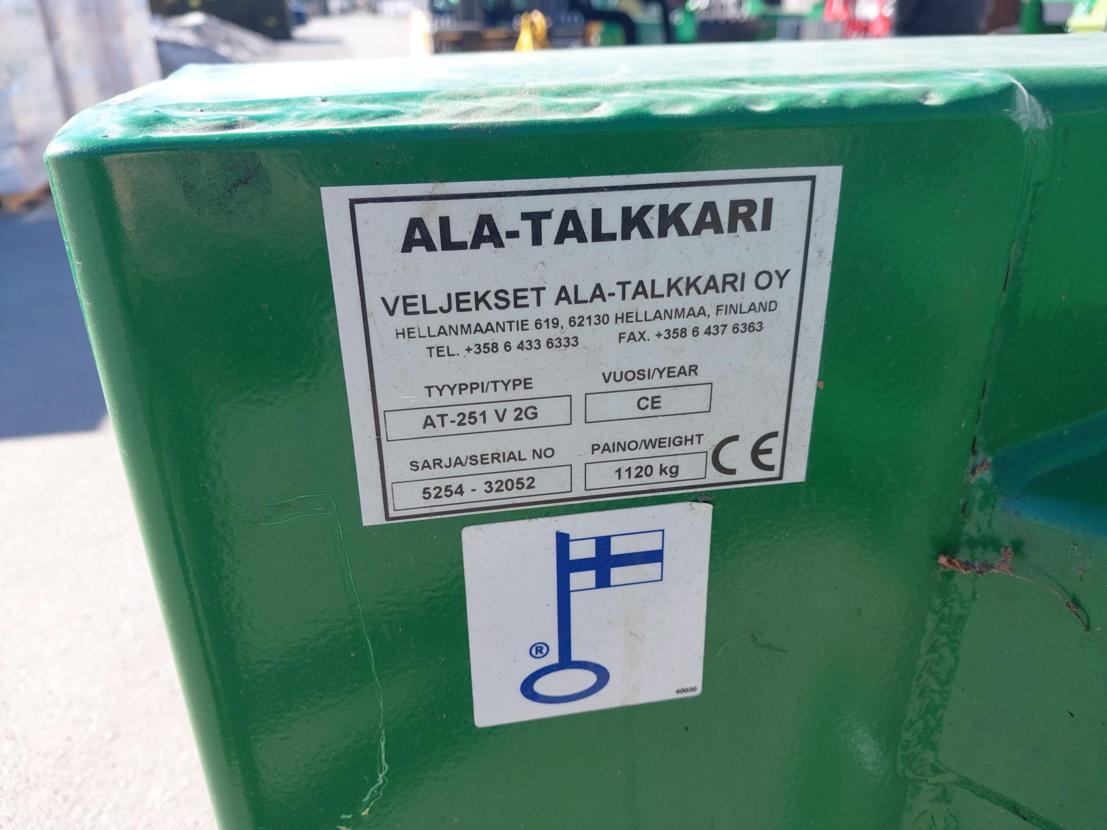 ALA-TALKKARI
VELJEKSET ALA-TALKKARI OY
HELLANMAANTIE 619, 62130 HELLANMAA, FINLAND
TEL. +358 6 433 6333 FAX. +358 6 437 6363
TYYPPI/TYPE VUOSI/YEAR
AT-251 V 2G CE
SARJA/SERIAL NO PAINO/WEIGHT
5254 - 32052 1120 kg CE
®
40030